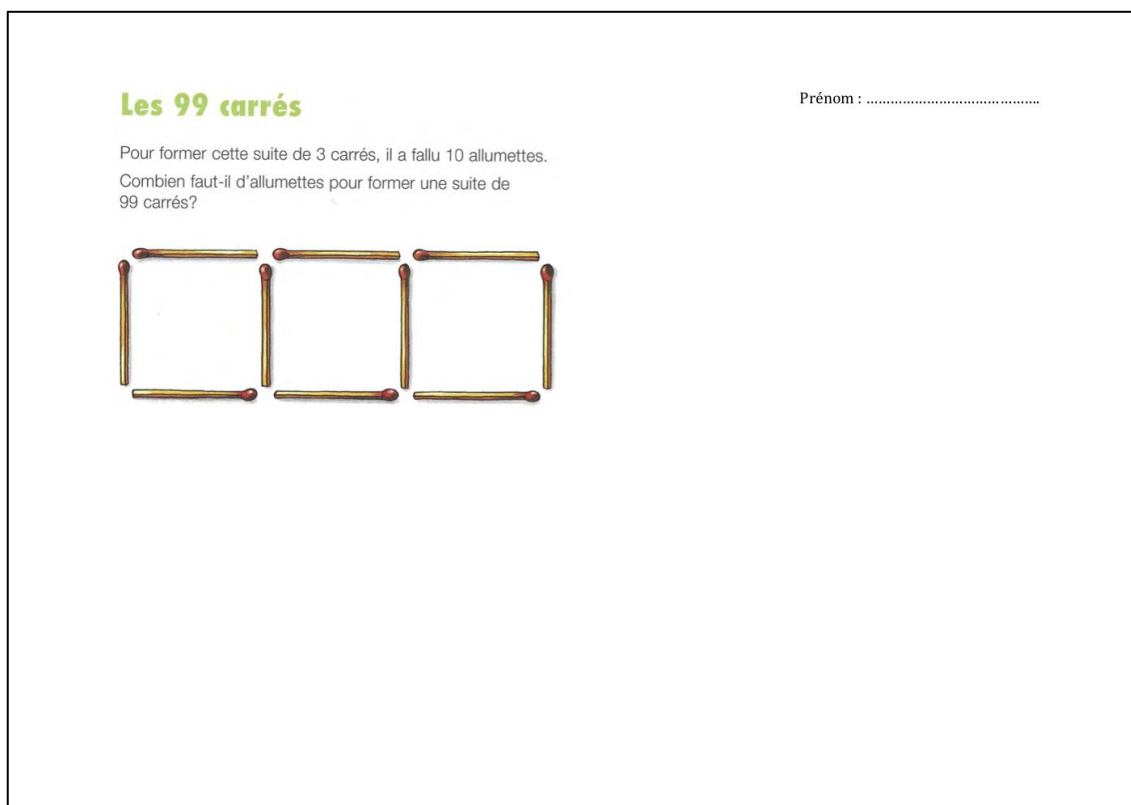 Les 99 carrés
Prénom : ...........................................
Pour former cette suite de 3 carrés, il a fallu 10 allumettes.
Combien faut-il d'allumettes pour former une suite de
99 carrés?